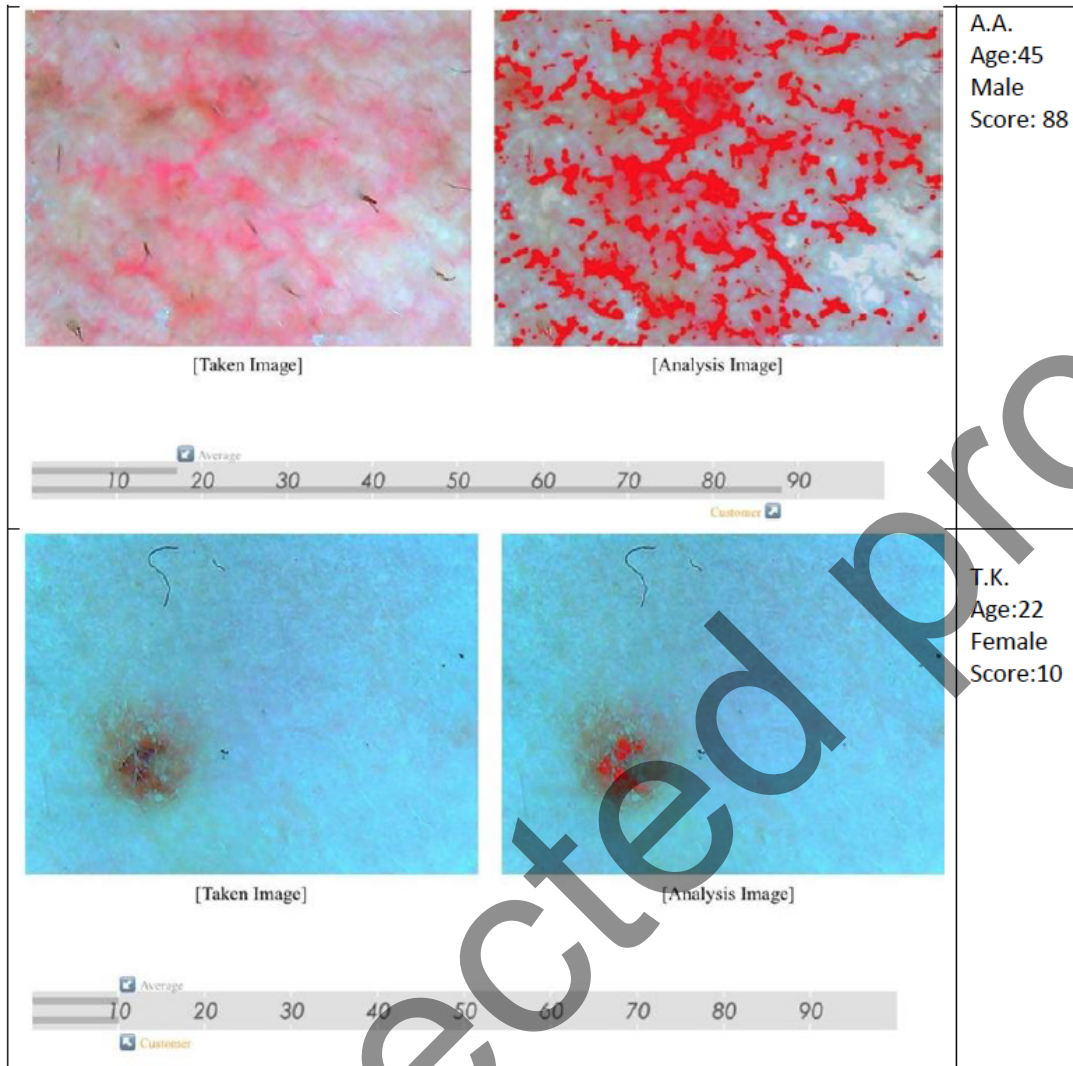 A.A.
Age:45
Male
Score: 88
[Taken Image] [Analysis Image]
Average
10 20 30 40 50 60 70 80 90
Customer
T.K.
Age:22
Female
Score:10
[Taken Image] [Analysis Image]
Average
10 20 30 40 50 60 70 80 90
Customer
ected pro